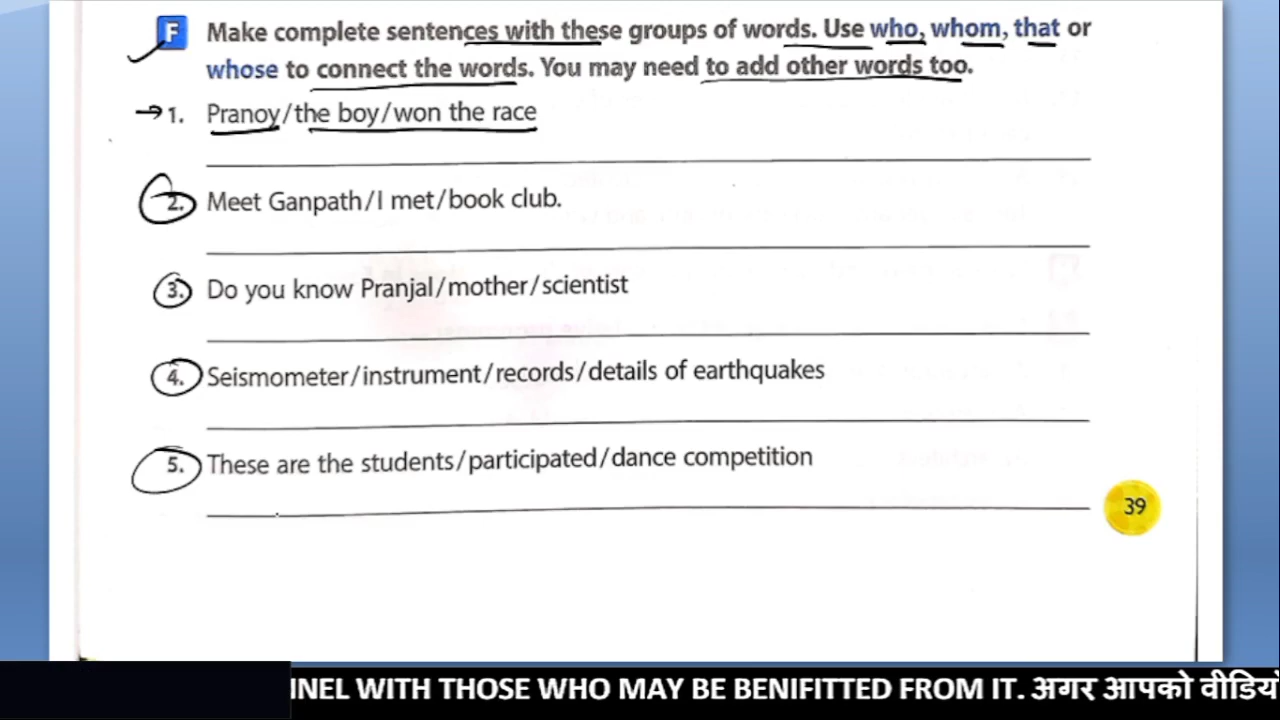 F Make complete sentences with these groups of words. Use who, whom, that or
whose to connect the words. You may need to add other words too.
1. Pranoy/the boy/won the race
2. Meet Ganpath/I met/book club.
3. Do you know Pranjal/mother/scientist
4. Seismometer/instrument/records/details of earthquakes
5. These are the students/participated/dance competition
39
NEL WITH THOSE WHO MAY BE BENIFITTED FROM IT. अगर आपको